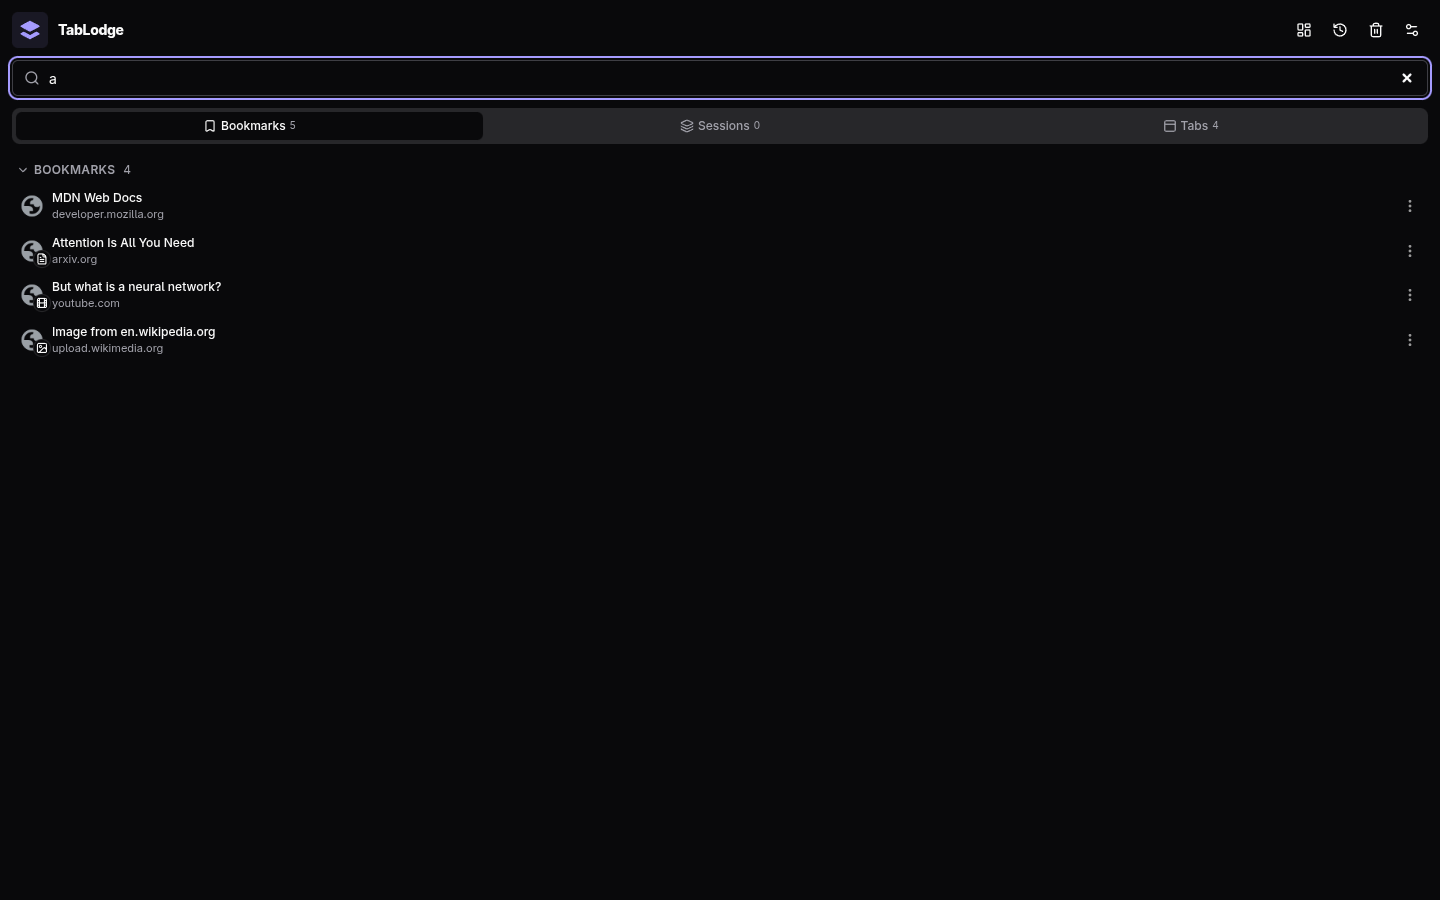 TabLodge
a
Bookmarks 5
Sessions 0
Tabs 4
BOOKMARKS 4
MDN Web Docs
developer.mozilla.org
Attention Is All You Need
arxiv.org
But what is a neural network?
youtube.com
Image from en.wikipedia.org
upload.wikimedia.org